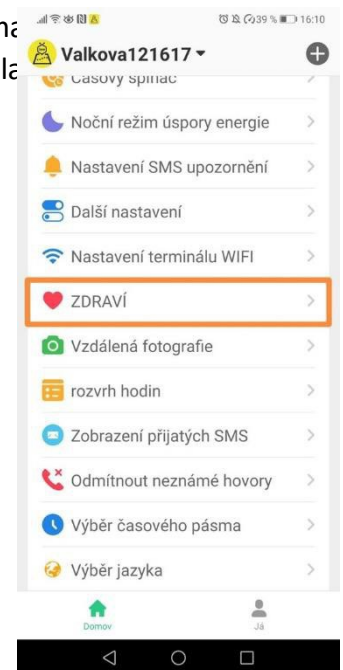 39 % 16:10
Valkova121617
Časový spínač
Noční režim úspory energie
Nastavení SMS upozornění
Další nastavení
Nastavení terminálu WIFI
ZDRAVÍ
Vzdálená fotografie
rozvrh hodin
Zobrazení přijatých SMS
Odmítnout neznámé hovory
Výběr časového pásma
Výběr jazyka
Domov
Já